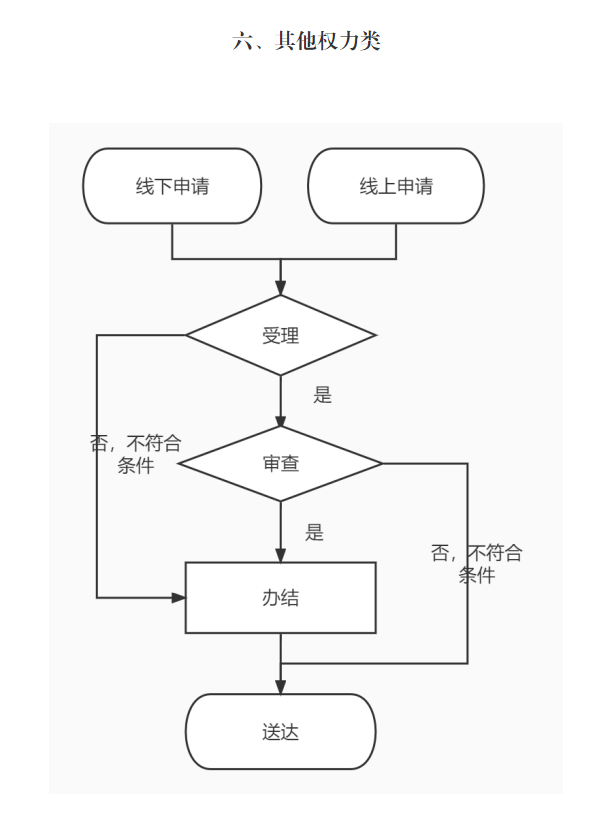 六、其他权力类
线下申请
线上申请
受理
是
否，不符合
条件
审查
是
否，不符合
条件
办结
送达